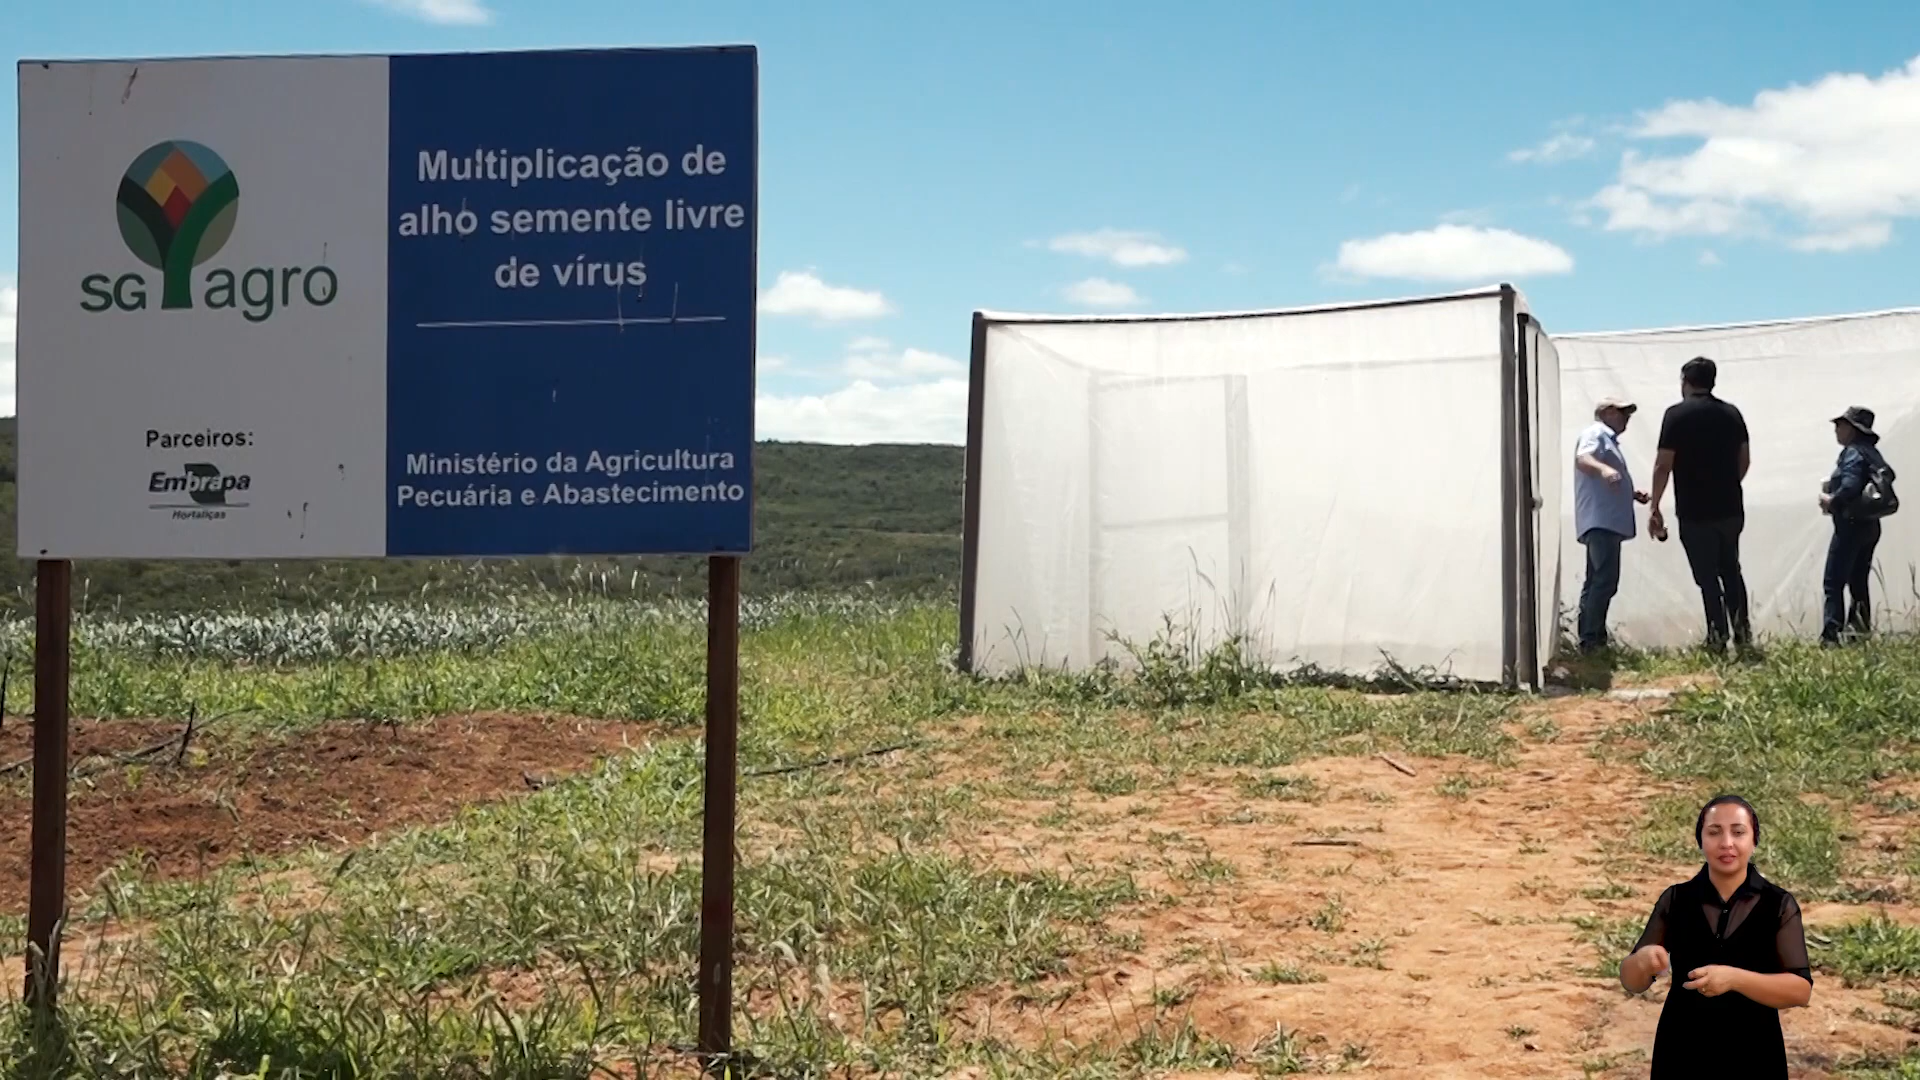 SG agro
Parceiros:
Embrapa
Hortaliças
Multiplicação de
alho semente livre
de vírus
Ministério da Agricultura
Pecuária e Abastecimento